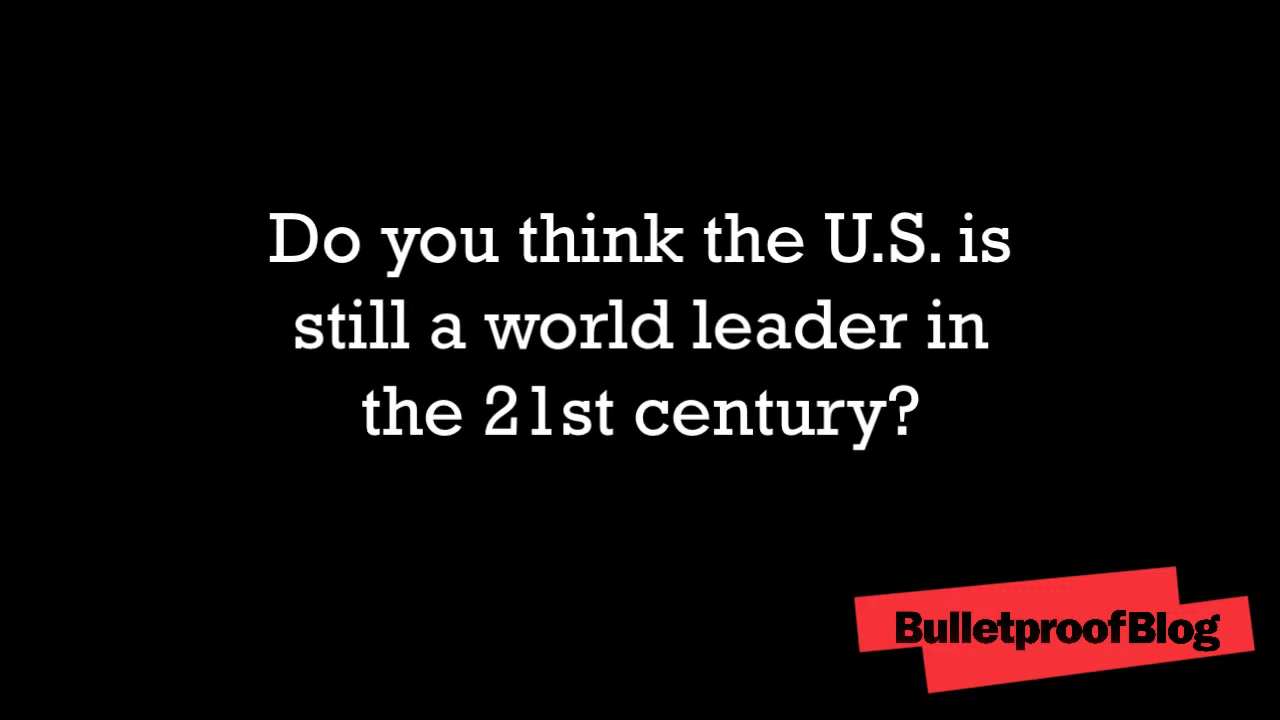 Do you think the U.S. is
still a world leader in
the 21st century?
BulletproofBlog